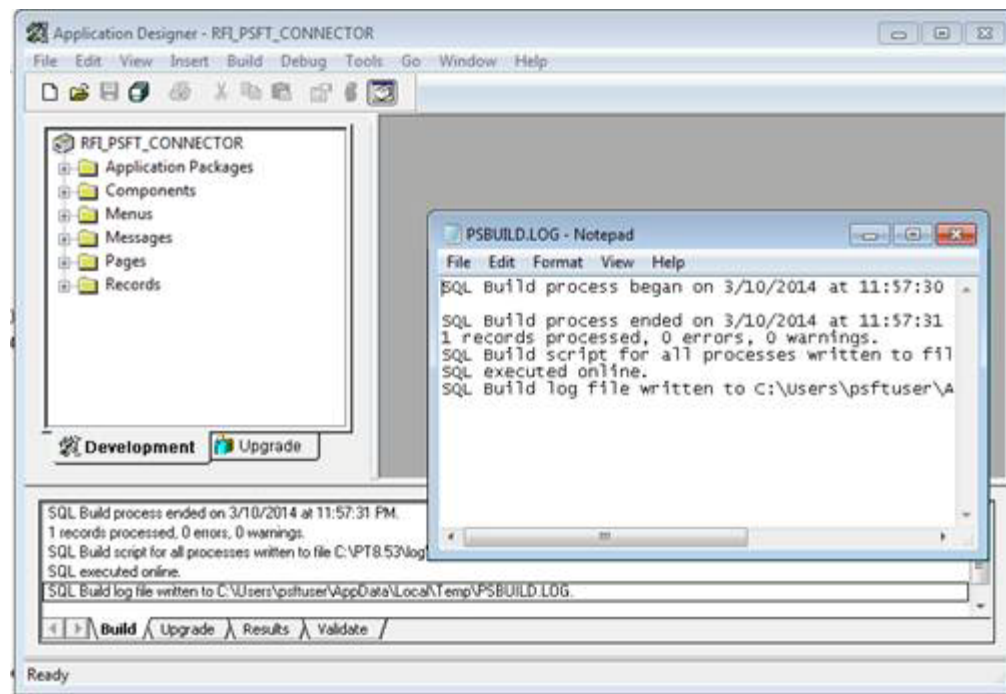 Application Designer - RFI_PSFT_CONNECTOR
File Edit View Insert Build Debug Tools Go Window Help
RFI_PSFT_CONNECTOR
Application Packages
Components
Menus
Messages
Pages
Records
Development
Upgrade
PSBUILD.LOG - Notepad
File Edit Format View Help
SQL Build process began on 3/10/2014 at 11:57:30
SQL Build process ended on 3/10/2014 at 11:57:31
1 records processed, 0 errors, 0 warnings.
SQL Build script for all processes written to fil
SQL executed online.
SQL Build log file written to C:\Users\psftuser\A
SQL Build process ended on 3/10/2014 at 11:57:31 PM.
1 records processed, 0 errors, 0 warnings.
SQL Build script for all processes written to file C:\PT8.53\log\
SQL executed online.
SQL Build log file written to C:\Users\psftuser\AppData\Local\Temp\PSBUILD.LOG.
Build Upgrade Results Validate
Ready